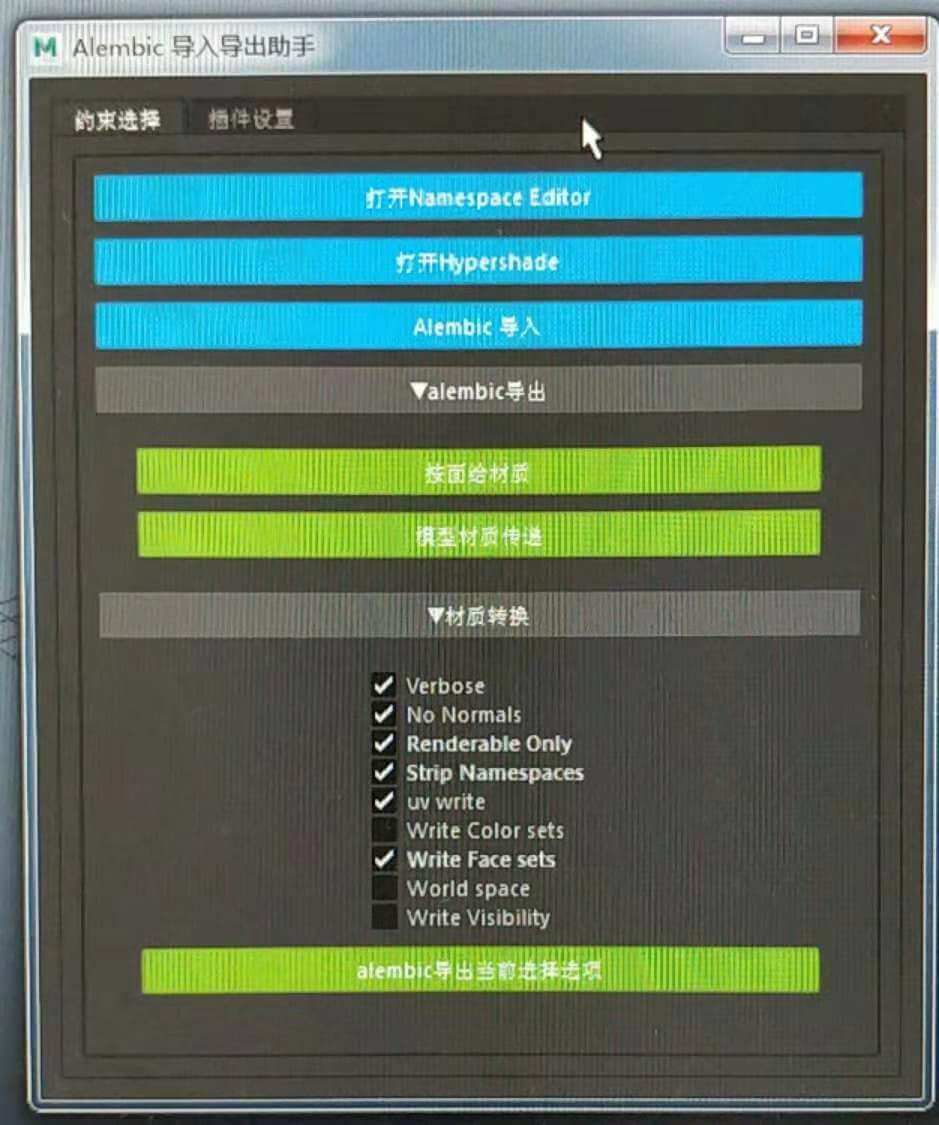 M Alembic 导入导出助手
约束选择 插件设置
打开Namespace Editor
打开Hypershade
Alembic 导入
▼alembic导出
按面给材质
模型材质传递
▼材质转换
Verbose
No Normals
Renderable Only
Strip Namespaces
uv write
Write Color sets
Write Face sets
World space
Write Visibility
alembic导出当前选择选项